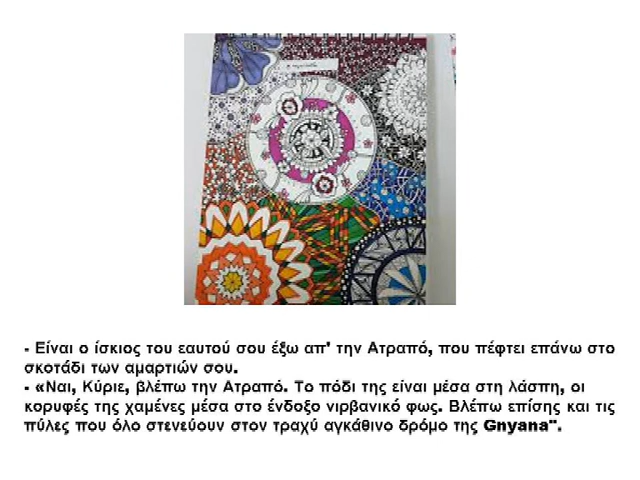 - Είναι ο ίσκιος του εαυτού σου έξω απ' την Ατραπό, που πέφτει επάνω στο
σκοτάδι των αμαρτιών σου.
- «Ναι, Κύριε, βλέπω την Ατραπό. Το πόδι της είναι μέσα στη λάσπη, οι
κορυφές της χαμένες μέσα στο ένδοξο νιρβανικό φως. Βλέπω επίσης και τις
πύλες που όλο στενεύουν στον τραχύ αγκάθινο δρόμο της Gnyana".